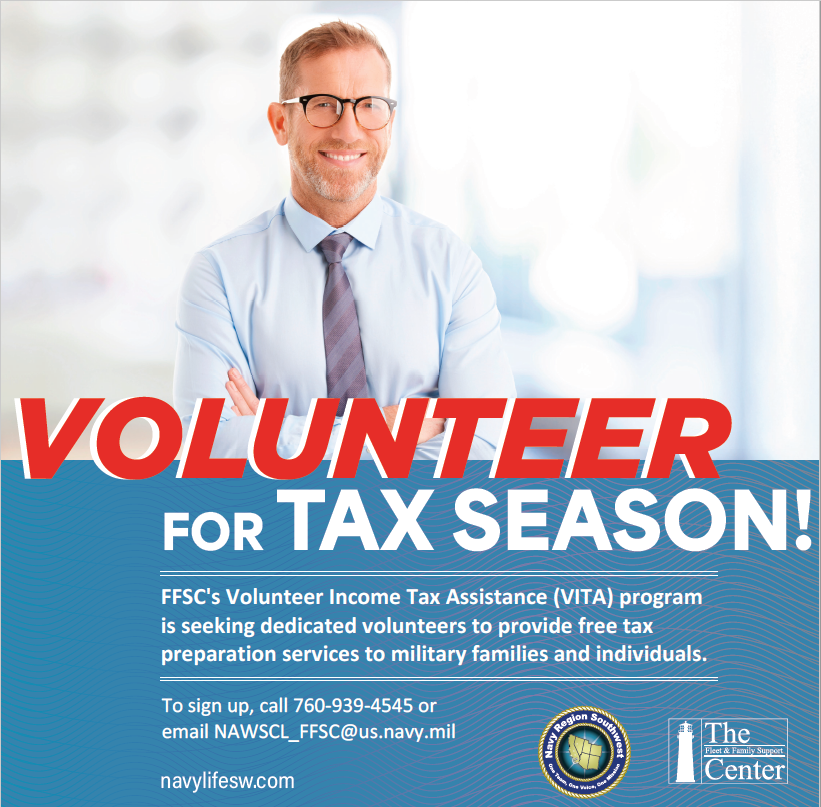 VOLUNTEER
FOR TAX SEASON!
FFSC's Volunteer Income Tax Assistance (VITA) program
is seeking dedicated volunteers to provide free tax
preparation services to military families and individuals.
To sign up, call 760-939-4545 or
email NAWSCL_FFSC@us.navy.mil
navylifesw.com
Navy Region Southwest
One Team, One Voice, One Mission
The
Fleet & Family Support
Center